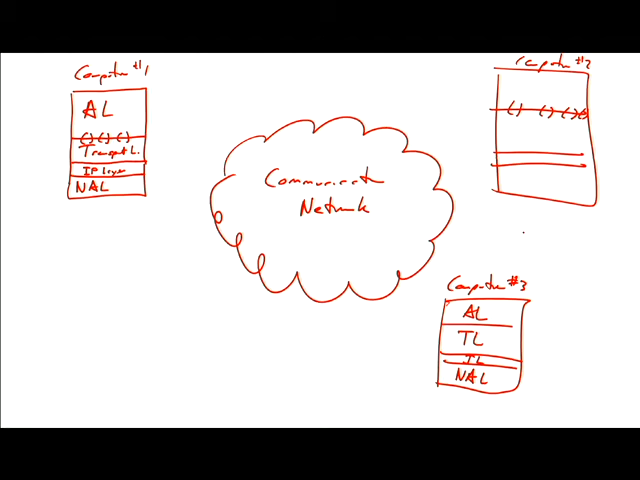 Computer #1
AL
Transport L.
IP Layer
NAL
Computer #2
Communication
Network
Computer #3
AL
TL
IL
NAL